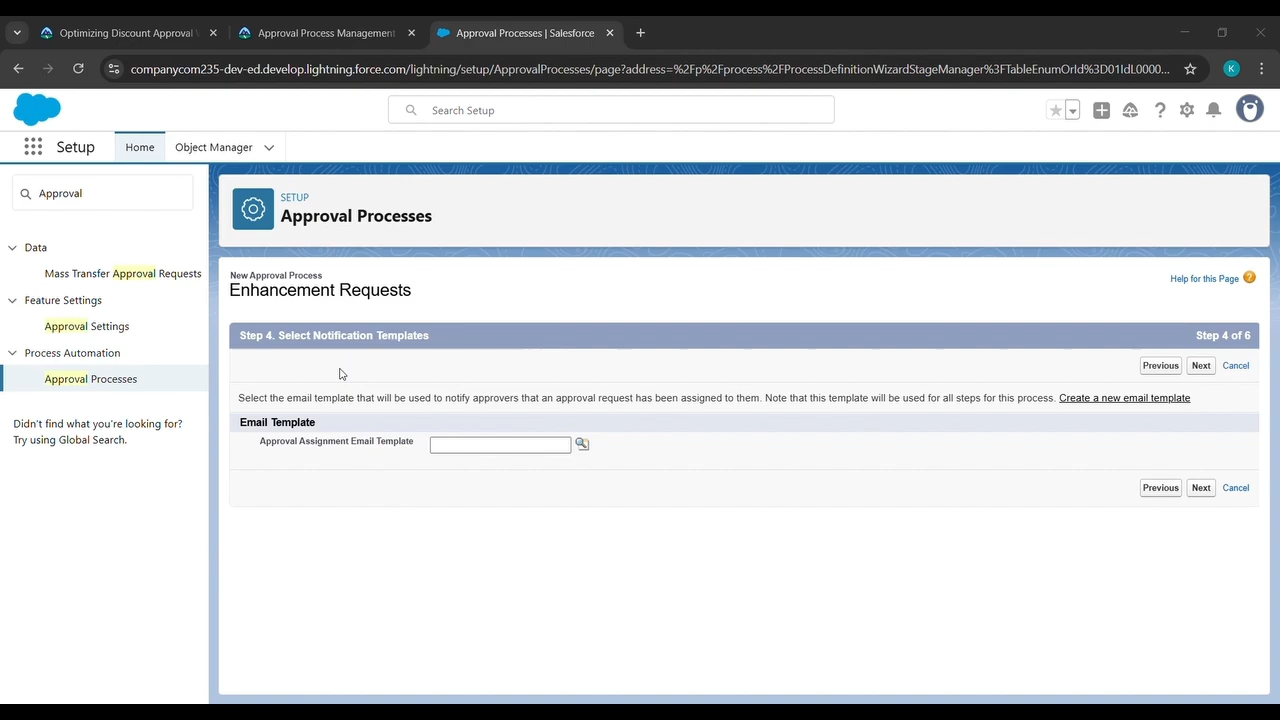 Optimizing Discount Approval
Approval Process Management
Approval Processes | Salesforce
companycom235-dev-ed.develop.lightning.force.com/lightning/setup/ApprovalProcesses/page?address=%2Fp%2Fprocess%2FProcessDefinitionWizardStageManager%3FTableEnumOrId%3D01IdL0000...
K
Search Setup
Setup
Home
Object Manager
Approval
Data
Mass Transfer Approval Requests
Feature Settings
Approval Settings
Process Automation
Approval Processes
Didn't find what you're looking for?
Try using Global Search.
SETUP
Approval Processes
New Approval Process
Enhancement Requests
Help for this Page
Step 4. Select Notification Templates
Step 4 of 6
Previous Next Cancel
Select the email template that will be used to notify approvers that an approval request has been assigned to them. Note that this template will be used for all steps for this process. Create a new email template
Email Template
Approval Assignment Email Template
Previous Next Cancel